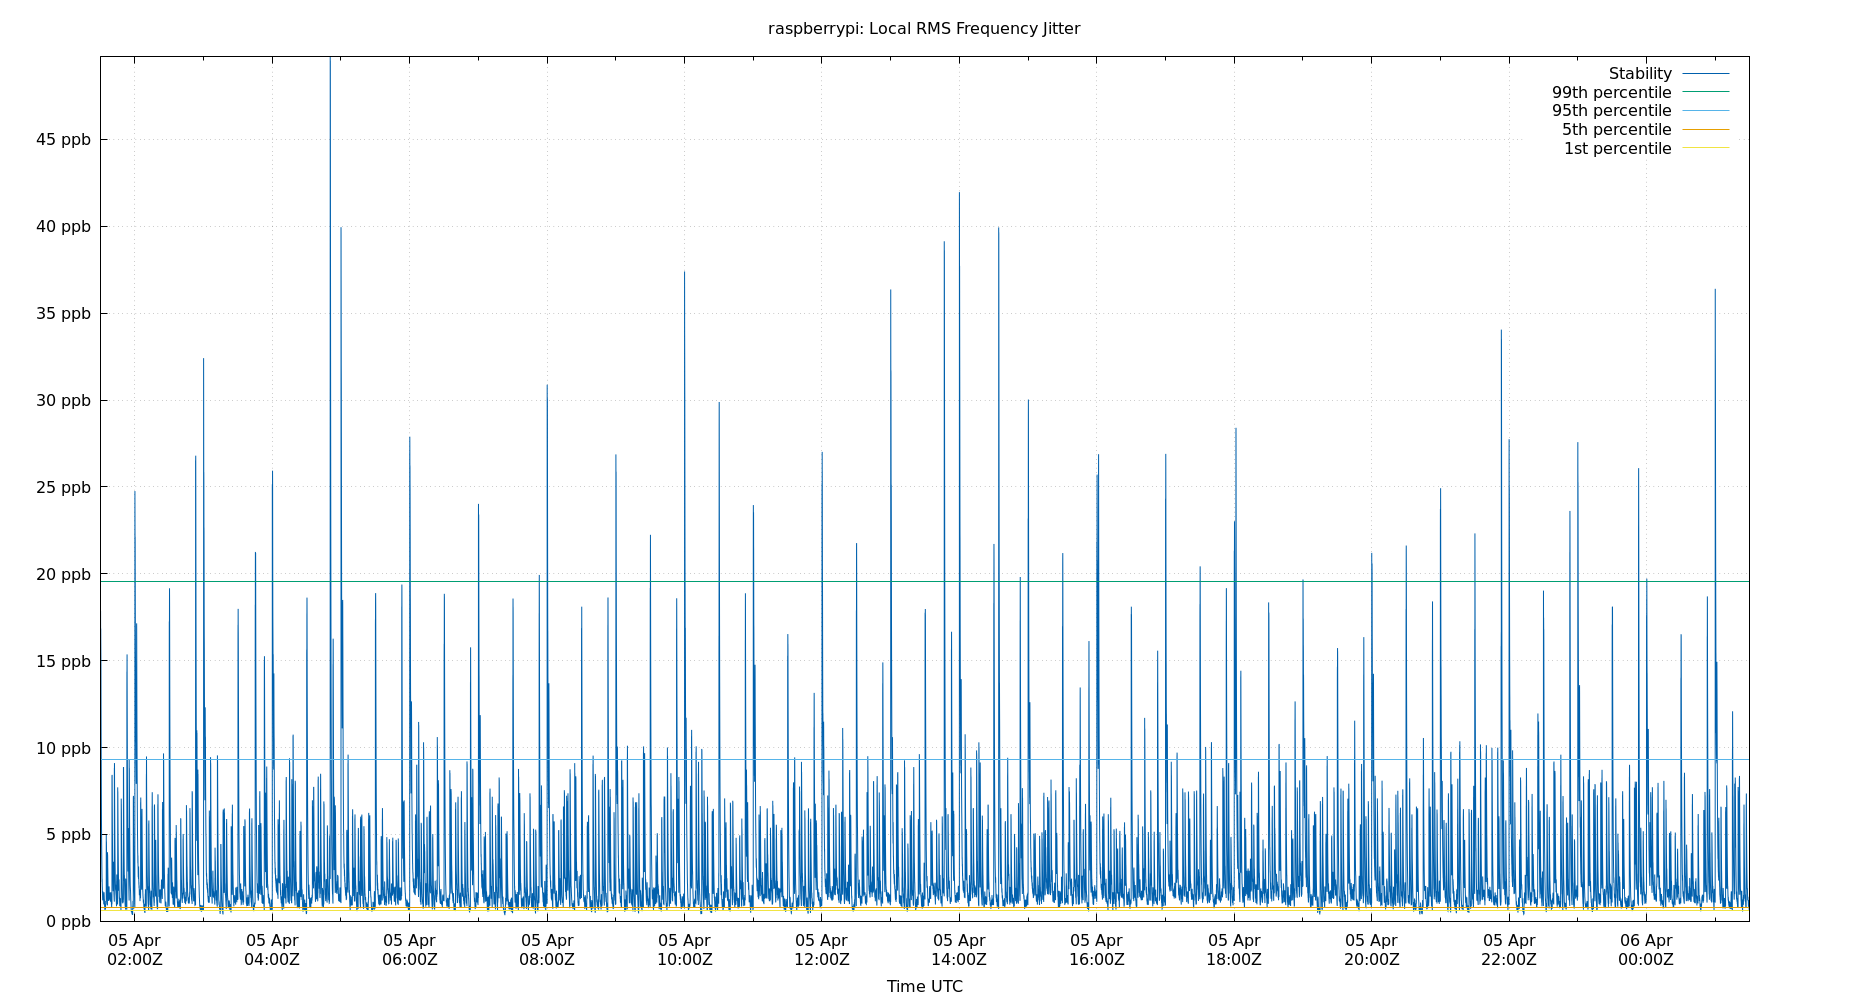 raspberrypi: Local RMS Frequency Jitter
Stability
99th percentile
95th percentile
5th percentile
1st percentile
45 ppb
40 ppb
35 ppb
30 ppb
25 ppb
20 ppb
15 ppb
10 ppb
5 ppb
0 ppb
05 Apr 05 Apr 05 Apr 05 Apr 05 Apr 05 Apr 05 Apr 05 Apr 05 Apr 05 Apr 05 Apr 06 Apr
02:00Z 04:00Z 06:00Z 08:00Z 10:00Z 12:00Z 14:00Z 16:00Z 18:00Z 20:00Z 22:00Z 00:00Z
Time UTC